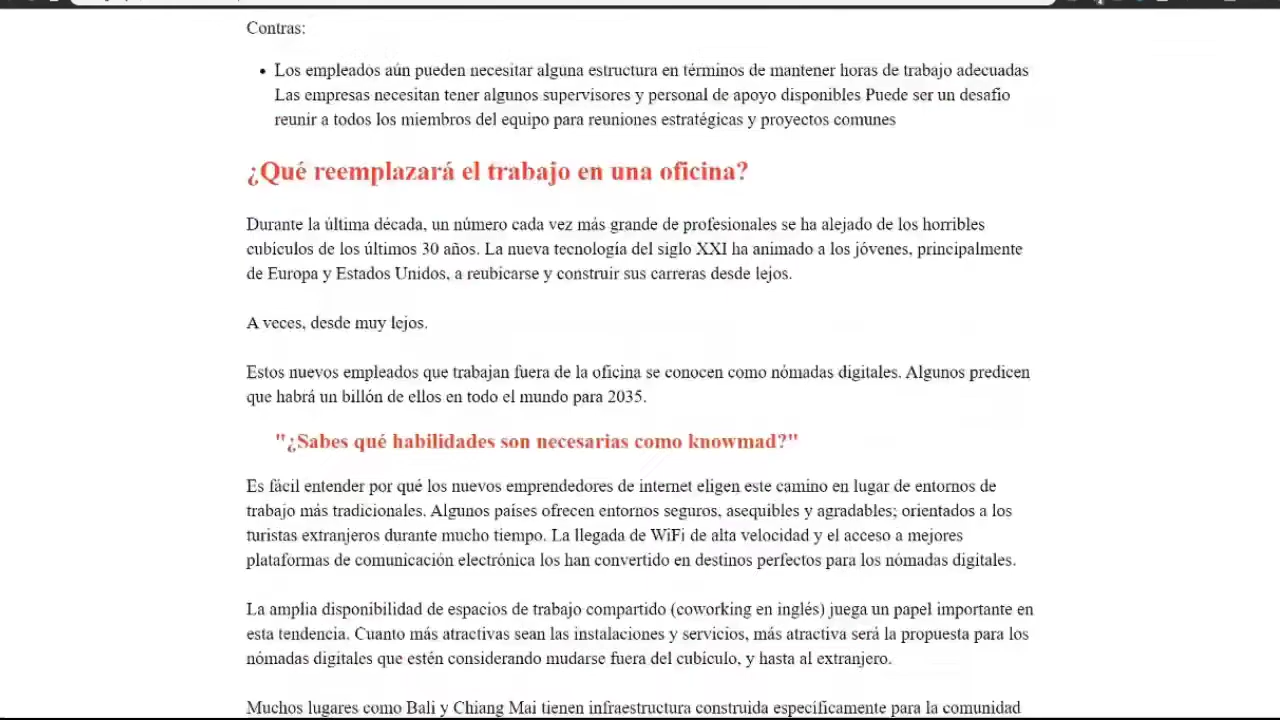 Contras:
• Los empleados aún pueden necesitar alguna estructura en términos de mantener horas de trabajo adecuadas
Las empresas necesitan tener algunos supervisores y personal de apoyo disponibles Puede ser un desafío
reunir a todos los miembros del equipo para reuniones estratégicas y proyectos comunes
¿Qué reemplazará el trabajo en una oficina?
Durante la última década, un número cada vez más grande de profesionales se ha alejado de los horribles
cubículos de los últimos 30 años. La nueva tecnología del siglo XXI ha animado a los jóvenes, principalmente
de Europa y Estados Unidos, a reubicarse y construir sus carreras desde lejos.
A veces, desde muy lejos.
Estos nuevos empleados que trabajan fuera de la oficina se conocen como nómadas digitales. Algunos predicen
que habrá un billón de ellos en todo el mundo para 2035.
"¿Sabes qué habilidades son necesarias como knowmad?"
Es fácil entender por qué los nuevos emprendedores de internet eligen este camino en lugar de entornos de
trabajo más tradicionales. Algunos países ofrecen entornos seguros, asequibles y agradables; orientados a los
turistas extranjeros durante mucho tiempo. La llegada de WiFi de alta velocidad y el acceso a mejores
plataformas de comunicación electrónica los han convertido en destinos perfectos para los nómadas digitales.
La amplia disponibilidad de espacios de trabajo compartido (coworking en inglés) juega un papel importante en
esta tendencia. Cuanto más atractivas sean las instalaciones y servicios, más atractiva será la propuesta para los
nómadas digitales que estén considerando mudarse fuera del cubículo, y hasta al extranjero.
Muchos lugares como Bali y Chiang Mai tienen infraestructura construida específicamente para la comunidad